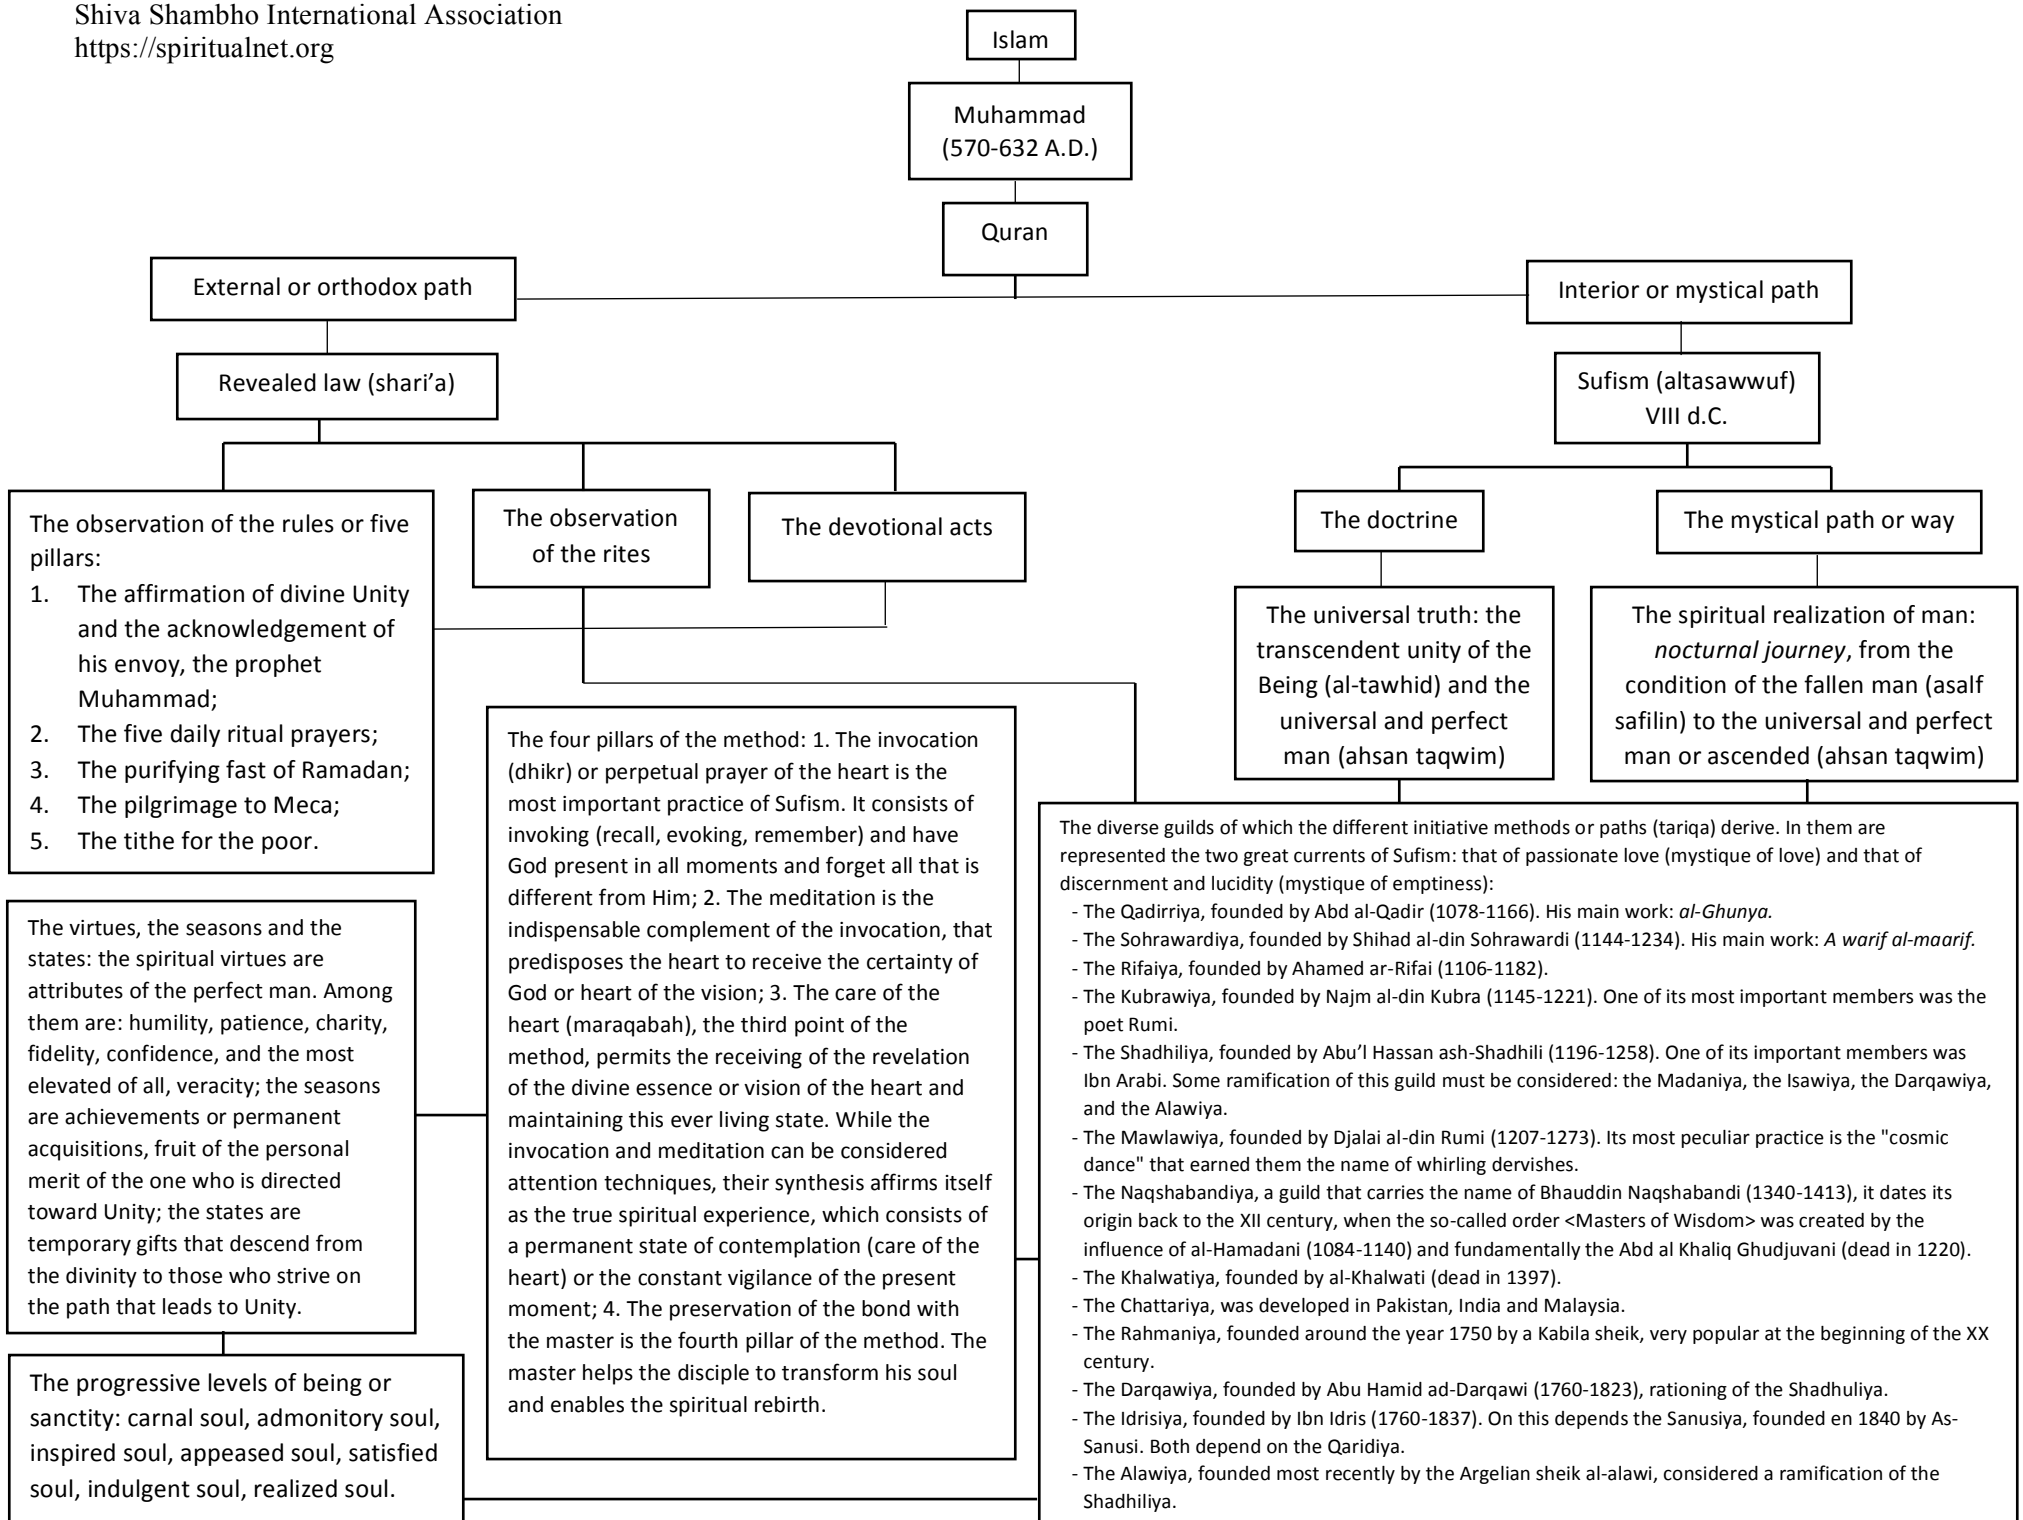 Shiva Shambho International Association
https://spiritualnet.org
Islam
Muhammad
(570-632 A.D.)
Quran
External or orthodox path
Interior or mystical path
Revealed law (shari’a)
Sufism (altasawwuf)
VIII d.C.
The observation of the rules or five
pillars:
1. The affirmation of divine Unity
and the acknowledgement of
his envoy, the prophet
Muhammad;
2. The five daily ritual prayers;
3. The purifying fast of Ramadan;
4. The pilgrimage to Meca;
5. The tithe for the poor.
The observation
of the rites
The devotional acts
The doctrine
The mystical path or way
The universal truth: the
transcendent unity of the
Being (al-tawhid) and the
universal and perfect
man (ahsan taqwim)
The spiritual realization of man:
nocturnal journey, from the
condition of the fallen man (asalf
safilin) to the universal and perfect
man or ascended (ahsan taqwim)
The virtues, the seasons and the
states: the spiritual virtues are
attributes of the perfect man. Among
them are: humility, patience, charity,
fidelity, confidence, and the most
elevated of all, veracity; the seasons
are achievements or permanent
acquisitions, fruit of the personal
merit of the one who is directed
toward Unity; the states are
temporary gifts that descend from
the divinity to those who strive on
the path that leads to Unity.
The four pillars of the method: 1. The invocation
(dhikr) or perpetual prayer of the heart is the
most important practice of Sufism. It consists of
invoking (recall, evoking, remember) and have
God present in all moments and forget all that is
different from Him; 2. The meditation is the
indispensable complement of the invocation, that
predisposes the heart to receive the certainty of
God or heart of the vision; 3. The care of the
heart (maraqabah), the third point of the
method, permits the receiving of the revelation
of the divine essence or vision of the heart and
maintaining this ever living state. While the
invocation and meditation can be considered
attention techniques, their synthesis affirms itself
as the true spiritual experience, which consists of
a permanent state of contemplation (care of the
heart) or the constant vigilance of the present
moment; 4. The preservation of the bond with
the master is the fourth pillar of the method. The
master helps the disciple to transform his soul
and enables the spiritual rebirth.
The diverse guilds of which the different initiative methods or paths (tariqa) derive. In them are
represented the two great currents of Sufism: that of passionate love (mystique of love) and that of
discernment and lucidity (mystique of emptiness):
- The Qadirriya, founded by Abd al-Qadir (1078-1166). His main work: al-Ghunya.
- The Sohrawardiya, founded by Shihad al-din Sohrawardi (1144-1234). His main work: A warif al-maarif.
- The Rifaiya, founded by Ahamed ar-Rifai (1106-1182).
- The Kubrawiya, founded by Najm al-din Kubra (1145-1221). One of its most important members was the
poet Rumi.
- The Shadhiliya, founded by Abu’l Hassan ash-Shadhili (1196-1258). One of its important members was
Ibn Arabi. Some ramification of this guild must be considered: the Madaniya, the Isawiya, the Darqawiya,
and the Alawiya.
- The Mawlawiya, founded by Djalai al-din Rumi (1207-1273). Its most peculiar practice is the "cosmic
dance" that earned them the name of whirling dervishes.
- The Naqshabandiya, a guild that carries the name of Bhauddin Naqshabandi (1340-1413), it dates its
origin back to the XII century, when the so-called order <Masters of Wisdom> was created by the
influence of al-Hamadani (1084-1140) and fundamentally the Abd al Khaliq Ghudjuvani (dead in 1220).
- The Khalwatiya, founded by al-Khalwati (dead in 1397).
- The Chattariya, was developed in Pakistan, India and Malaysia.
- The Rahmaniya, founded around the year 1750 by a Kabila sheik, very popular at the beginning of the XX
century.
- The Darqawiya, founded by Abu Hamid ad-Darqawi (1760-1823), rationing of the Shadhuliya.
- The Idrisiya, founded by Ibn Idris (1760-1837). On this depends the Sanusiya, founded en 1840 by As-
Sanusi. Both depend on the Qaridiya.
- The Alawiya, founded most recently by the Argelian sheik al-alawi, considered a ramification of the
Shadhiliya.
The progressive levels of being or
sanctity: carnal soul, admonitory soul,
inspired soul, appeased soul, satisfied
soul, indulgent soul, realized soul.